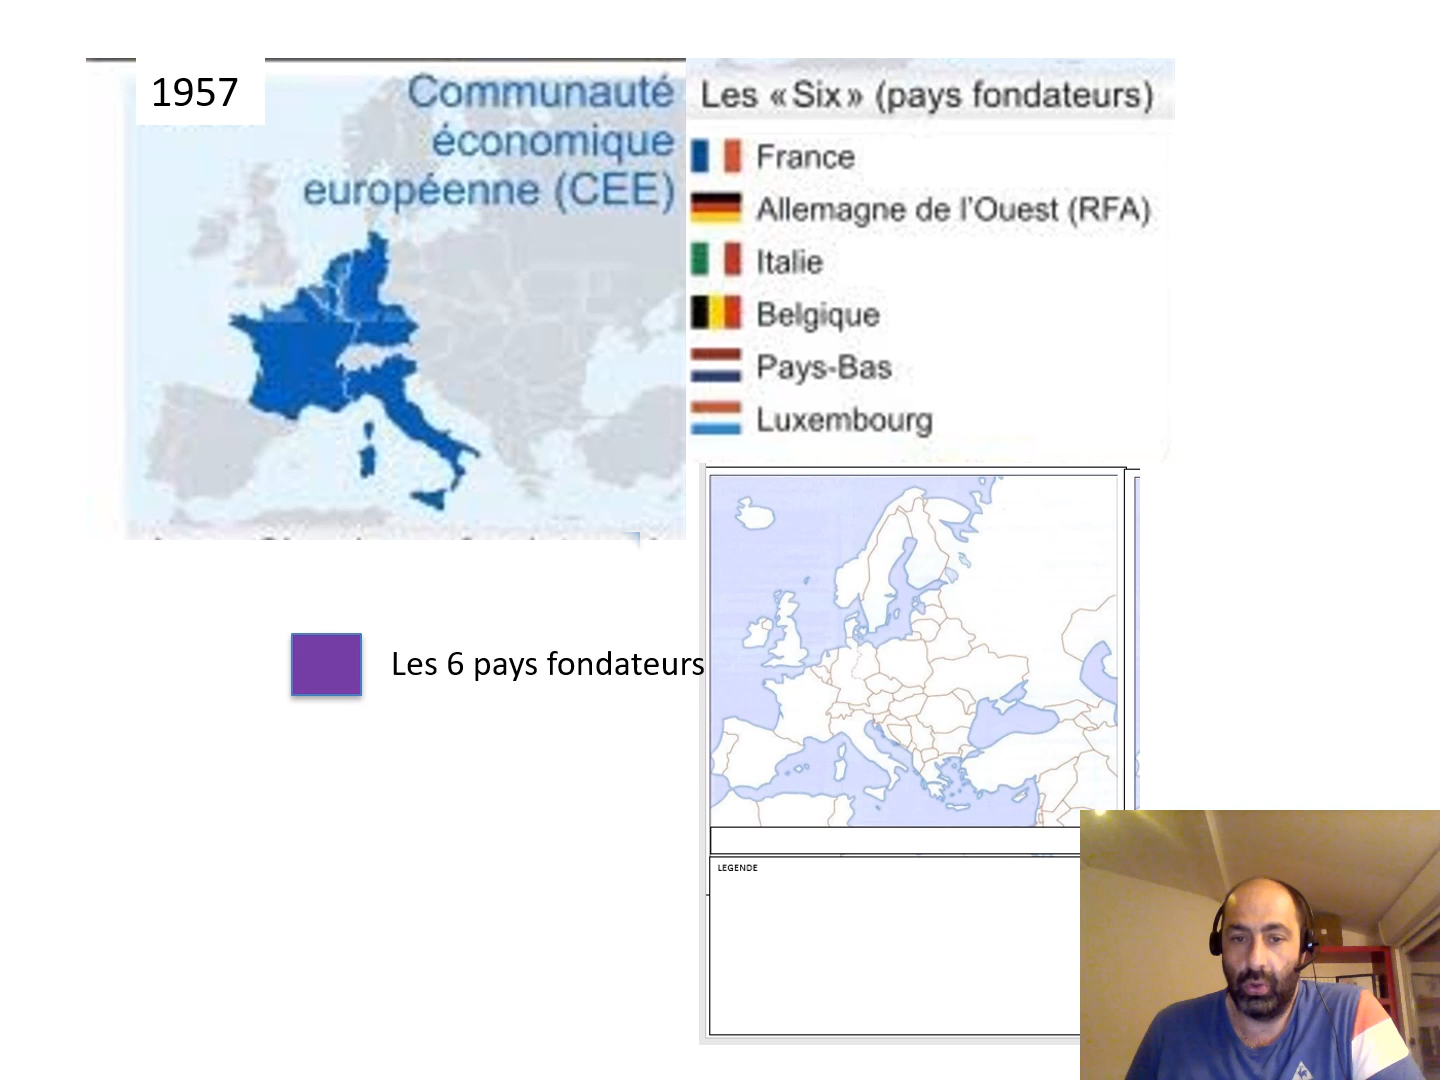 1957
Communauté
économique
européenne (CEE)
Les « Six » (pays fondateurs)
France
Allemagne de l'Ouest (RFA)
Italie
Belgique
Pays-Bas
Luxembourg
Les 6 pays fondateurs
LEGENDE